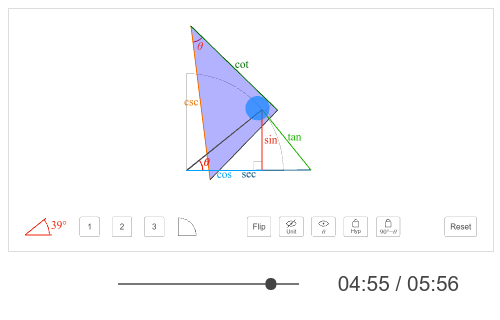 θ
cot
csc
sin
tan
θ
cos
sec
39°
1
2
3
Flip
Unit
θ
Hyp
90°−θ
Reset
04:55 / 05:56